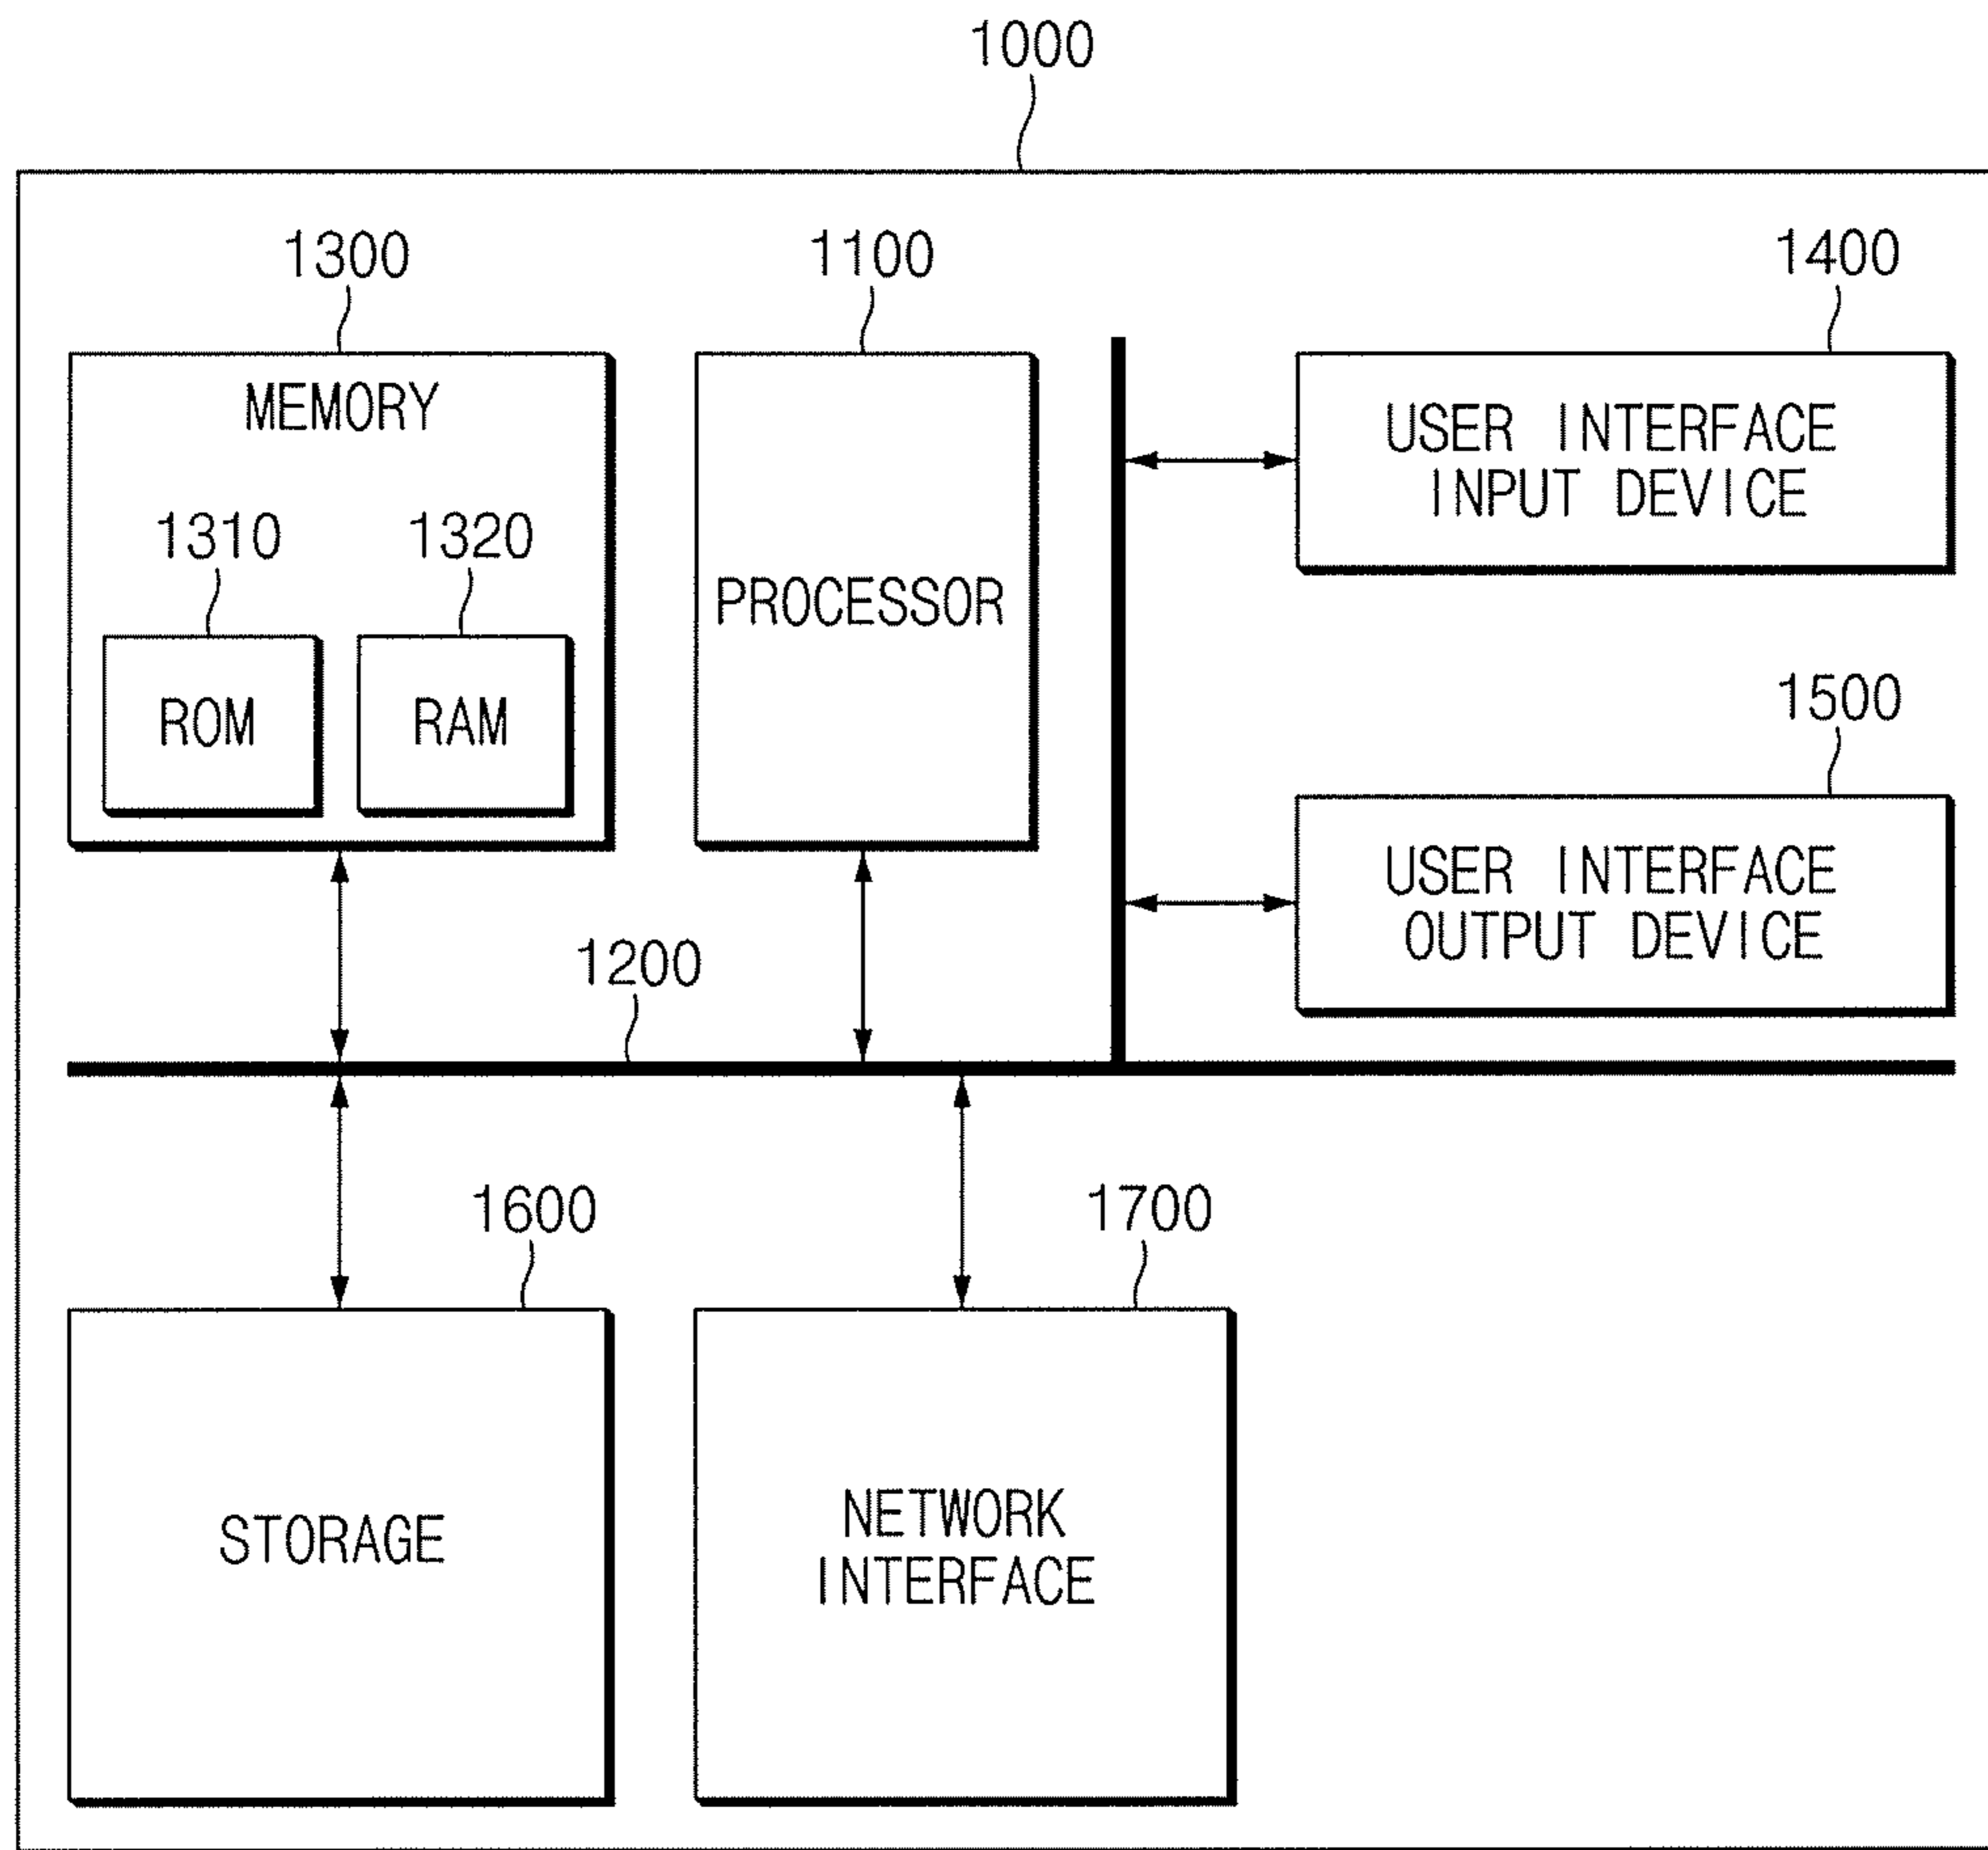 1000
1300
1100
1400
MEMORY
USER INTERFACE
INPUT DEVICE
1310
1320
PROCESSOR
ROM
RAM
1500
USER INTERFACE
OUTPUT DEVICE
1200
1600
1700
STORAGE
NETWORK
INTERFACE